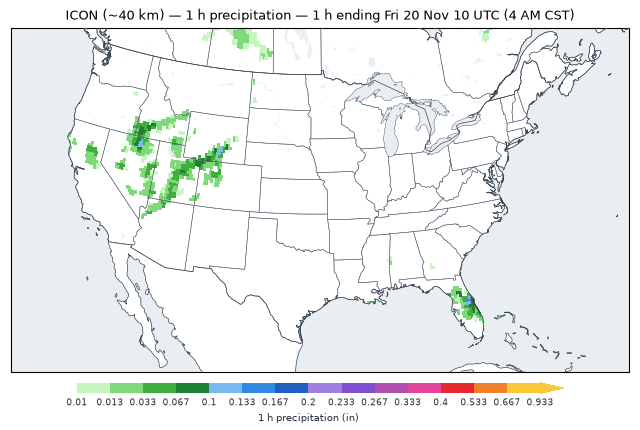 ICON (~40 km) — 1 h precipitation — 1 h ending Fri 20 Nov 10 UTC (4 AM CST)
0.01 0.013 0.033 0.067 0.1 0.133 0.167 0.2 0.233 0.267 0.333 0.4 0.533 0.667 0.933
1 h precipitation (in)